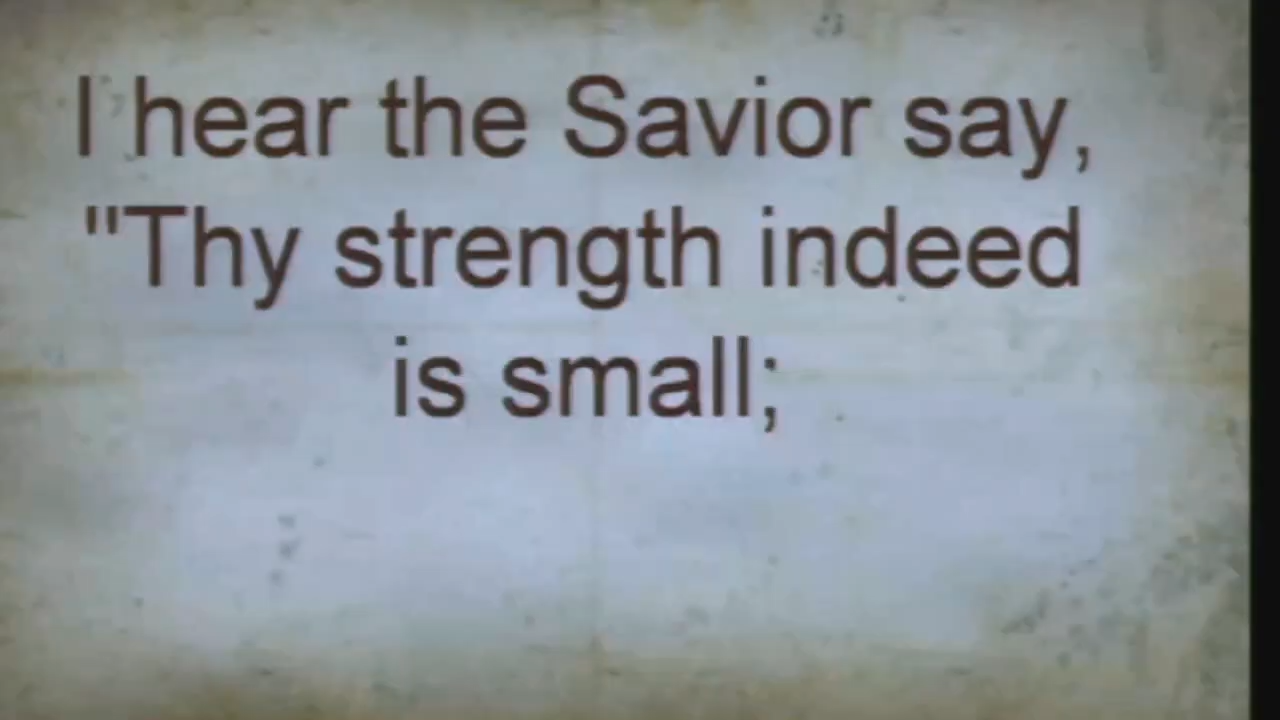 I hear the Savior say,
"Thy strength indeed
is small;